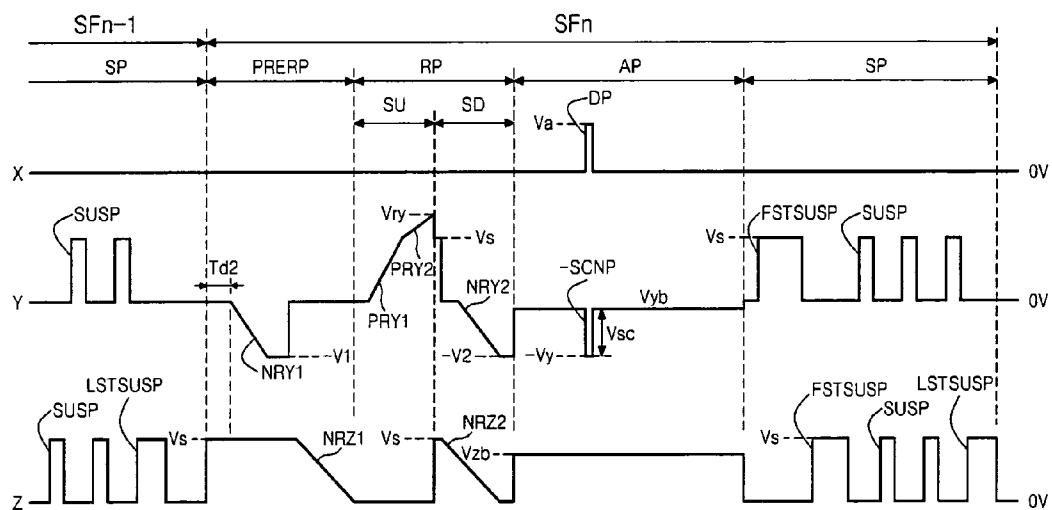 SFn-1 SFn
SP PRERP RP AP SP
SU SD DP
Va
X 0V
SUSP Vry Vs FSTSUSP SUSP
Vs
Td2 PRY2 NRY2 -SCNP
Y Vyb 0V
PRY1 Vsc
-V1 -V2 -Vy
NRY1
LSTSUSP FSTSUSP LSTSUSP
SUSP SUSP
Vs NRZ1 Vs NRZ2 Vs
Vzb
Z 0V